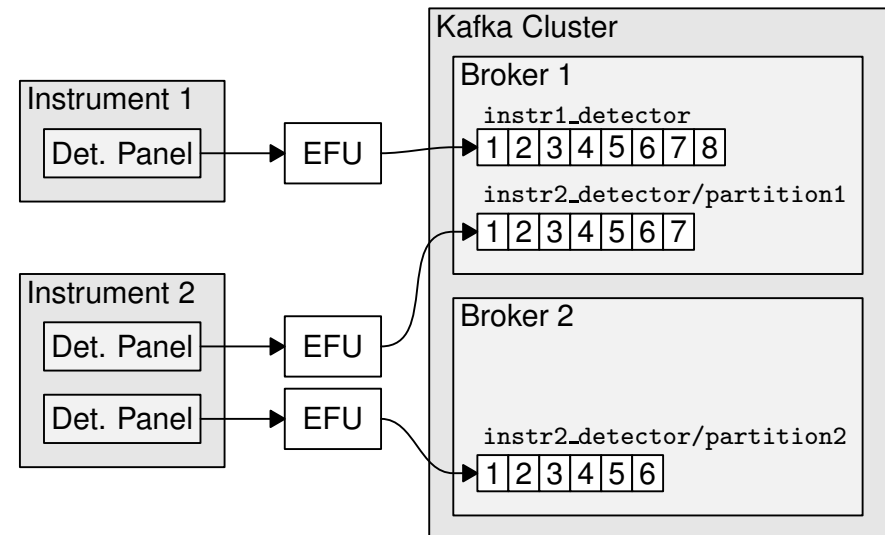 Kafka Cluster
Broker 1
Instrument 1
instr1_detector
Det. Panel
EFU
1 2 3 4 5 6 7 8
instr2_detector/partition1
1 2 3 4 5 6 7
Instrument 2
Broker 2
Det. Panel
EFU
Det. Panel
EFU
instr2_detector/partition2
1 2 3 4 5 6